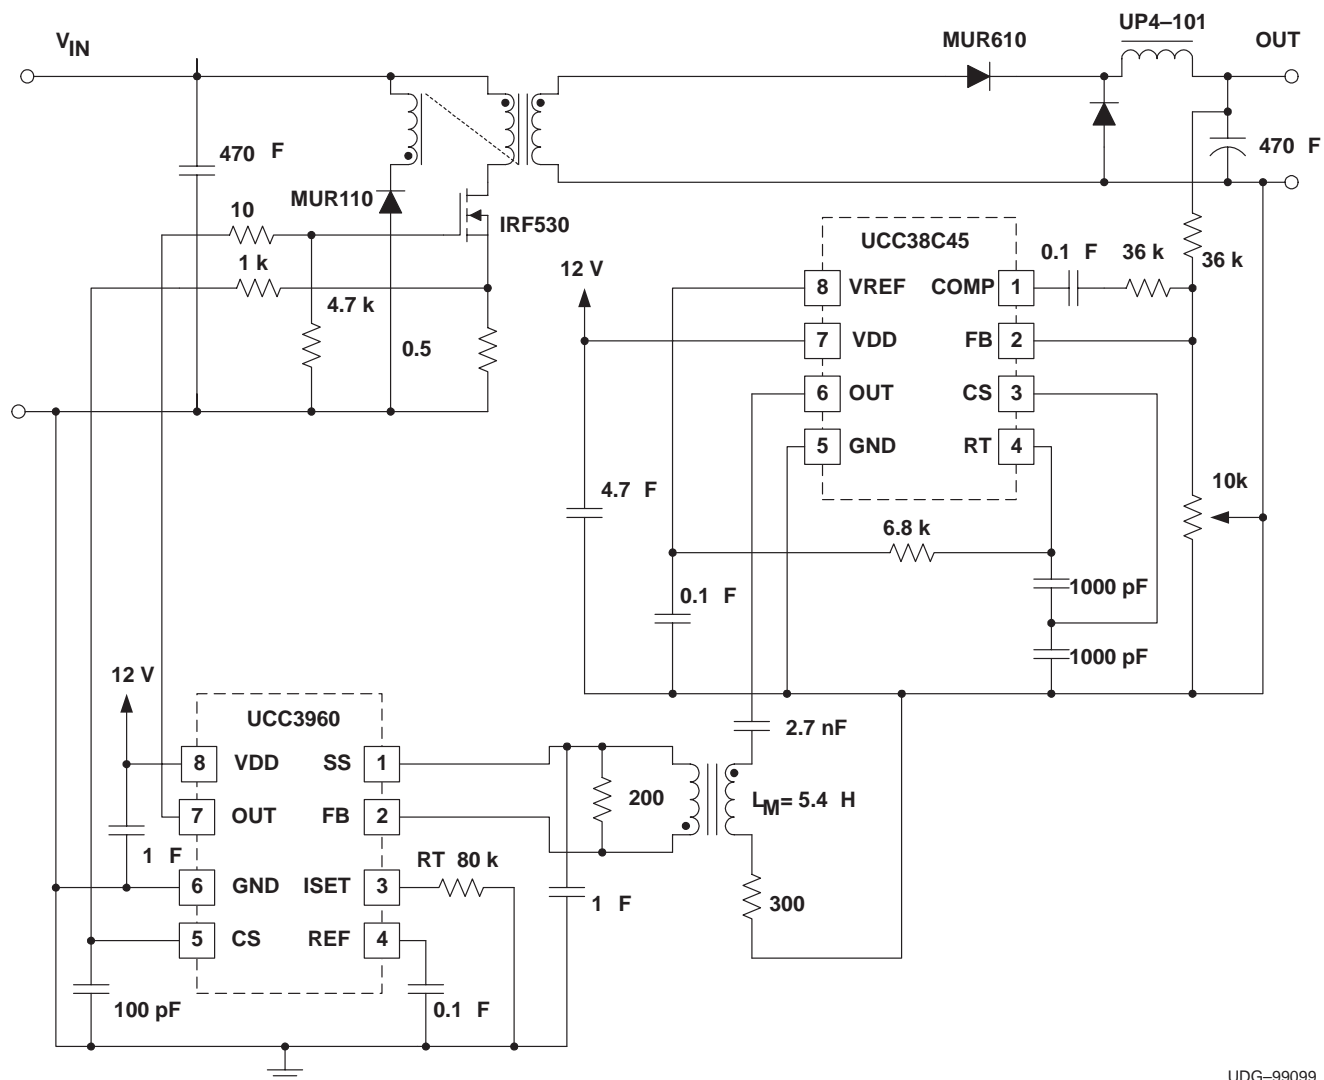 UP4–101
VIN
MUR610
OUT
470 F
470 F
MUR110
10
IRF530
UCC38C45
1 k
12 V
0.1 F
36 k
36 k
4.7 k
8 VREF COMP 1
0.5
7 VDD FB 2
6 OUT CS 3
5 GND RT 4
4.7 F
10k
6.8 k
0.1 F
1000 pF
1000 pF
12 V
UCC3960
2.7 nF
8 VDD SS 1
200
LM= 5.4 H
7 OUT FB 2
1 F
RT 80 k
6 GND ISET 3
1 F
300
5 CS REF 4
100 pF
0.1 F
UDG–99099